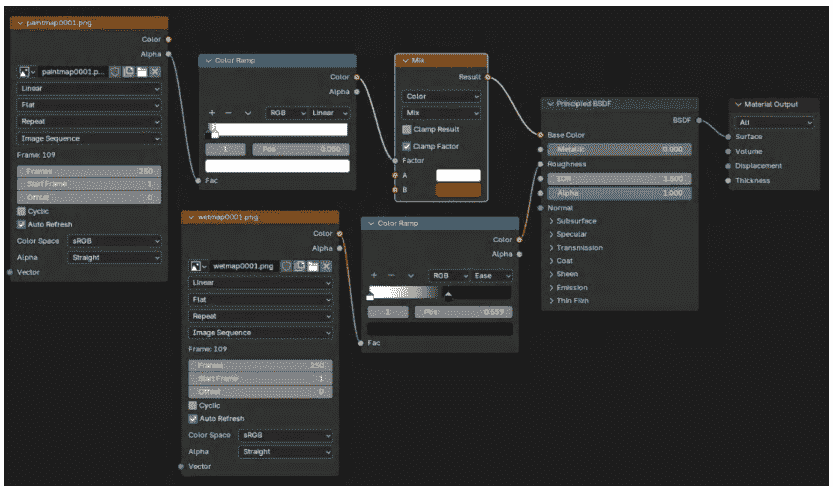 paintmap0001.png
Color
Alpha
paintmap0001.p...
Linear
Flat
Repeat
Image Sequence
Frame: 109
Frames 250
Start Frame 1
Offset 0
Cyclic
Auto Refresh
Color Space sRGB
Alpha Straight
Vector
Color Ramp
Color
Alpha
RGB Linear
1 Pos 0.050
Fac
Mix
Result
Color
Mix
Clamp Result
Clamp Factor
Factor
A
B
Principled BSDF
BSDF
Base Color
Metallic 0.000
Roughness
IOR 1.500
Alpha 1.000
Normal
Subsurface
Specular
Transmission
Coat
Sheen
Emission
Thin Film
Material Output
All
Surface
Volume
Displacement
Thickness
wetmap0001.png
Color
Alpha
wetmap0001.png
Linear
Flat
Repeat
Image Sequence
Frame: 109
Frames 250
Start Frame 1
Offset 0
Cyclic
Auto Refresh
Color Space sRGB
Alpha Straight
Vector
Color Ramp
Color
Alpha
RGB Ease
Pos
Fac